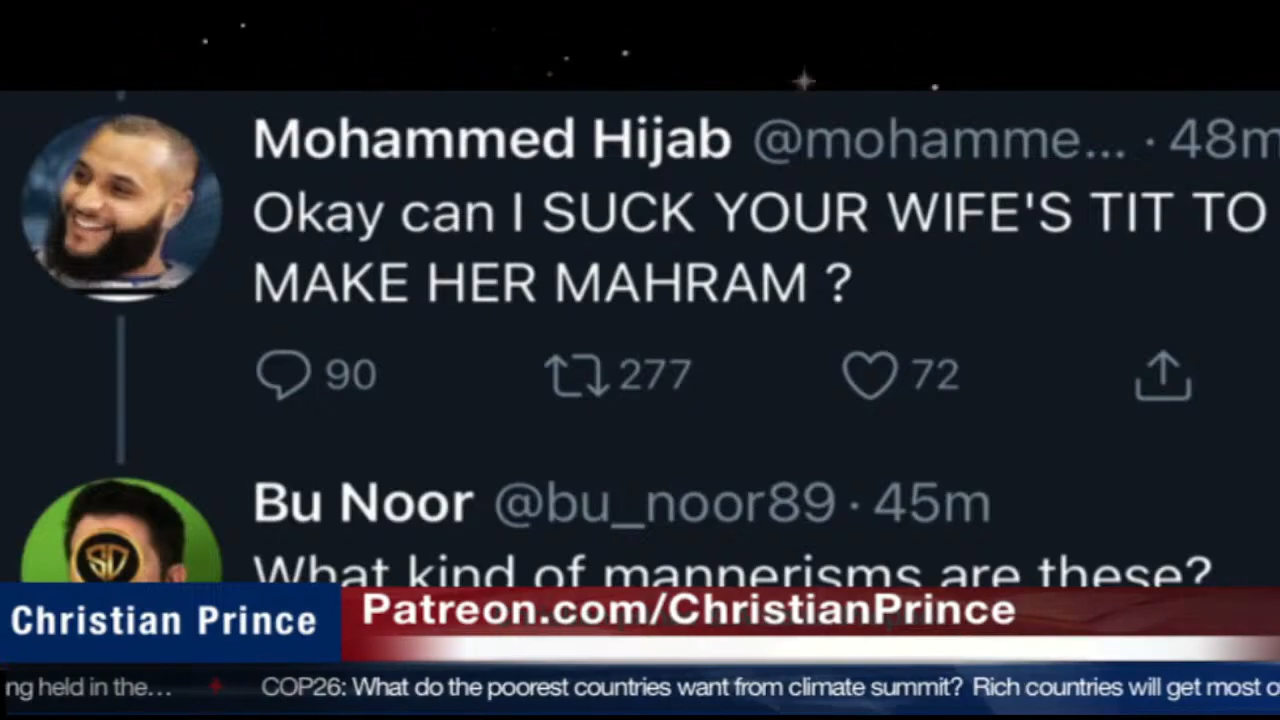 Mohammed Hijab @mohamme... · 48m
Okay can I SUCK YOUR WIFE'S TIT TO
MAKE HER MAHRAM ?
90 277 72
Bu Noor @bu_noor89 · 45m
What kind of mannerisms are these?
Christian Prince
Patreon.com/ChristianPrince
ng held in the... COP26: What do the poorest countries want from climate summit? Rich countries will get most o